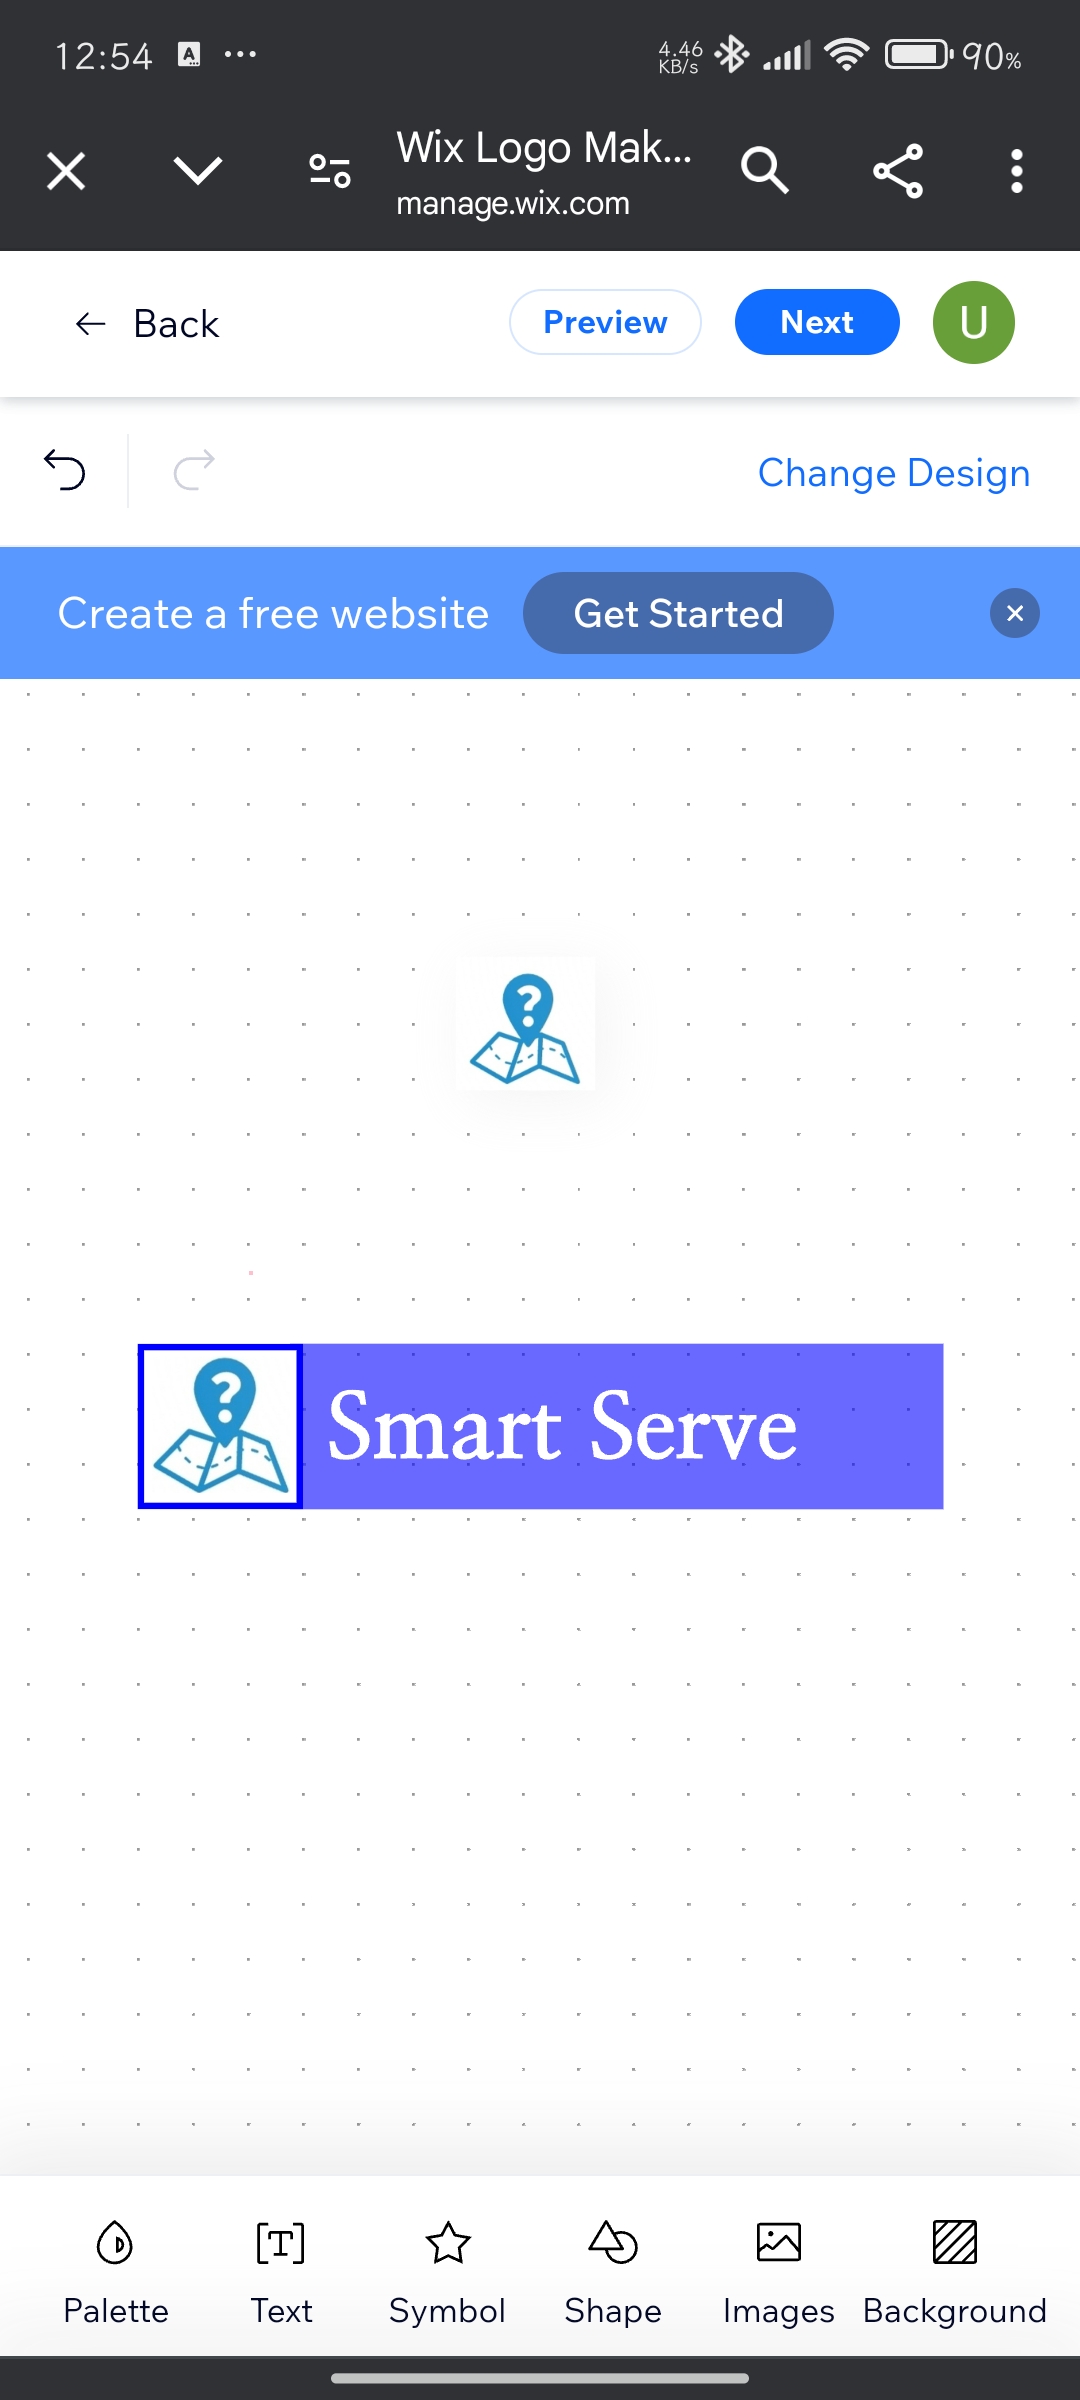 12:54 A ... 4.46 KB/s 90%
Wix Logo Mak...
manage.wix.com
← Back Preview Next U
Change Design
Create a free website Get Started ×
?
? Smart Serve
Palette Text Symbol Shape Images Background